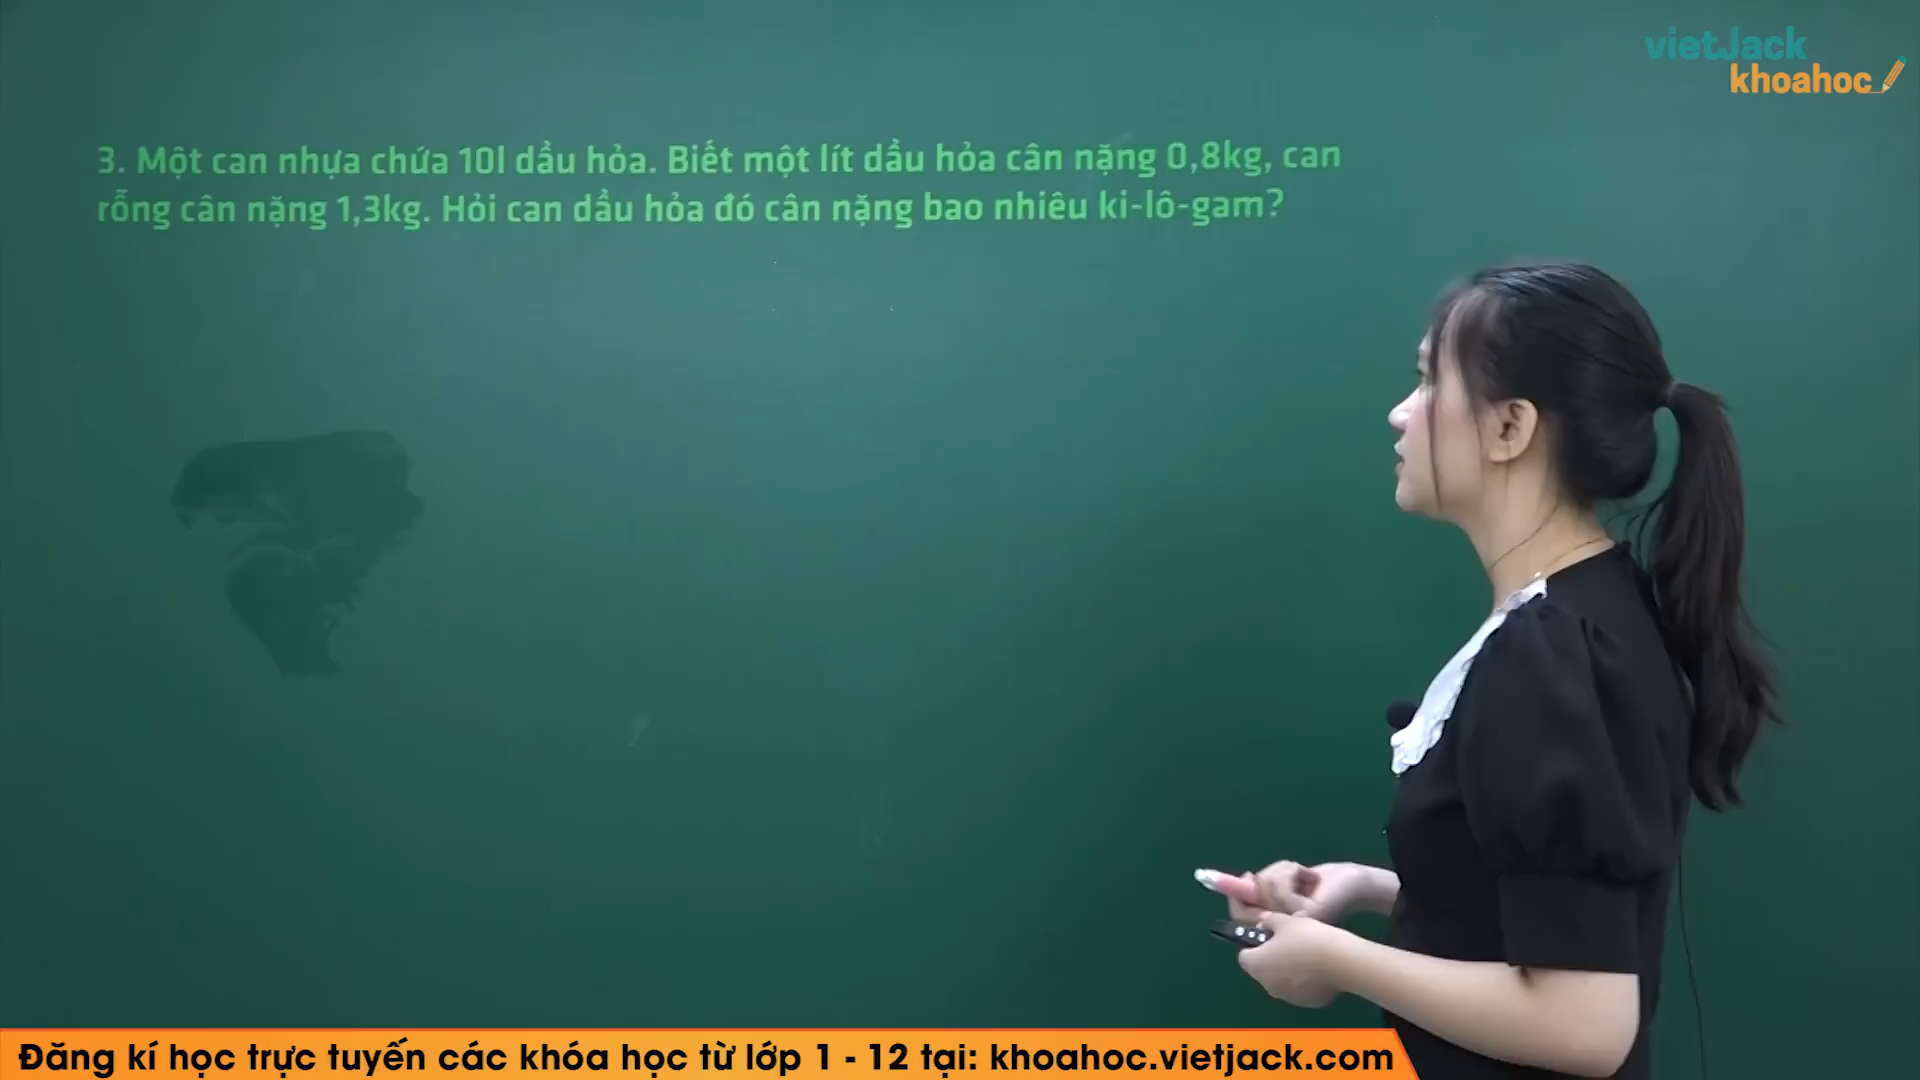 vietJack
khoahoc
3. Một can nhựa chứa 10l dầu hỏa. Biết một lít dầu hỏa cân nặng 0,8kg, can
rỗng cân nặng 1,3kg. Hỏi can dầu hỏa đó cân nặng bao nhiêu ki-lô-gam?
Đăng kí học trực tuyến các khóa học từ lớp 1 - 12 tại: khoahoc.vietjack.com